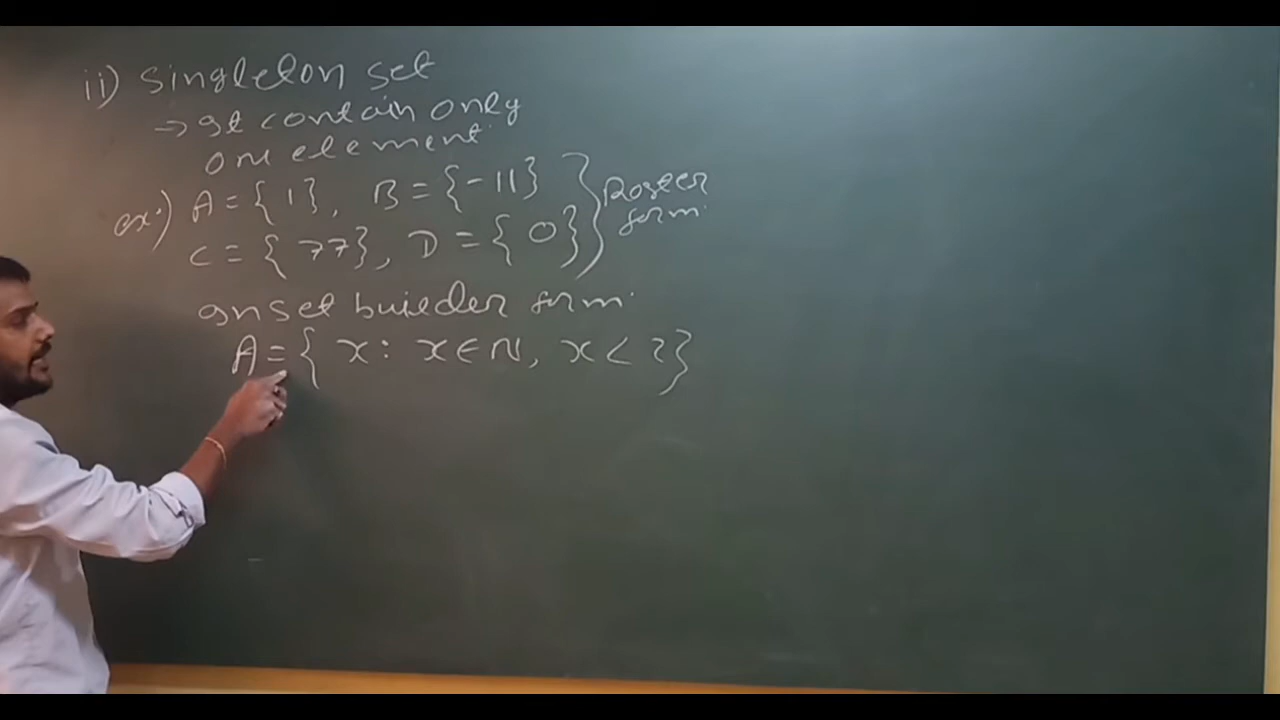 ii) Singleton set
→ It contain only
one element.
ex:) A = { 1 }, B = { -11 } } Roster form.
C = { 77 }, D = { 0 }
In set builder form.
A = { x : x ∈ N, x < 2 }